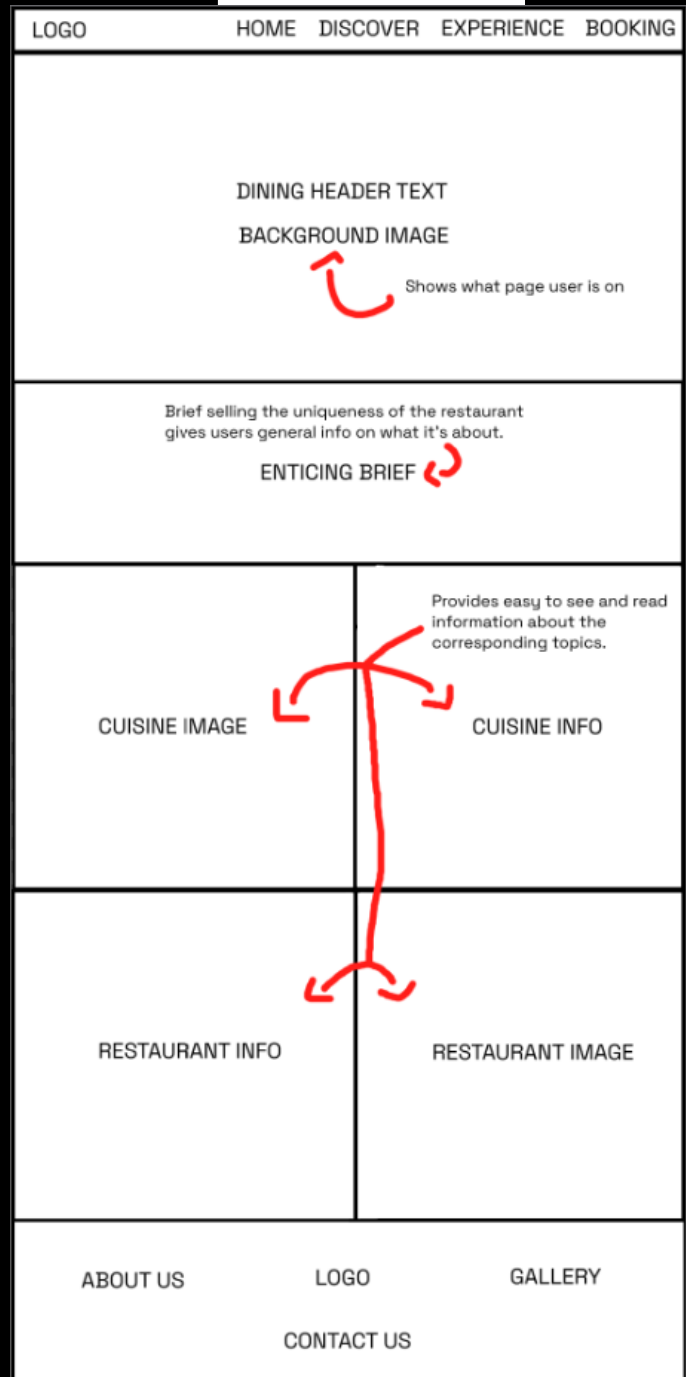 LOGO HOME DISCOVER EXPERIENCE BOOKING
DINING HEADER TEXT
BACKGROUND IMAGE
Shows what page user is on
Brief selling the uniqueness of the restaurant
gives users general info on what it's about.
ENTICING BRIEF
Provides easy to see and read
information about the
corresponding topics.
CUISINE IMAGE
CUISINE INFO
RESTAURANT INFO
RESTAURANT IMAGE
ABOUT US
LOGO
GALLERY
CONTACT US